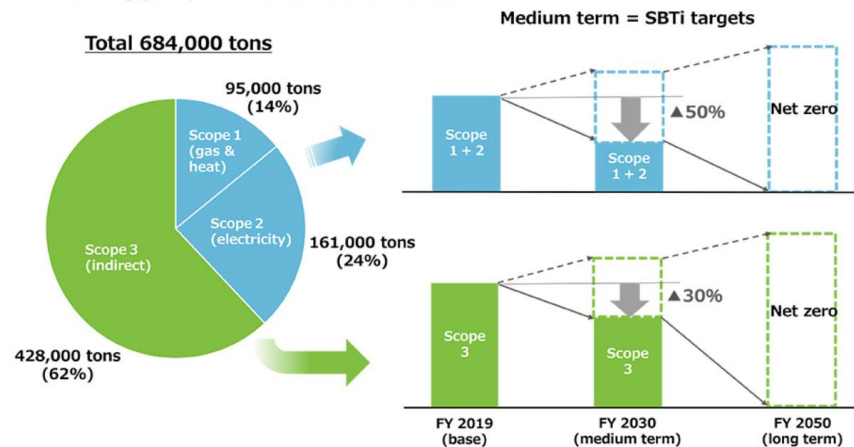 Total 684,000 tons
95,000 tons
(14%)
Scope 1
(gas &
heat)
Scope 2
(electricity)
161,000 tons
(24%)
Scope 3
(indirect)
428,000 tons
(62%)
Medium term = SBTi targets
Scope
1 + 2
▲50%
Scope
1 + 2
Net zero
Scope
3
▲30%
Scope
3
Net zero
FY 2019
(base)
FY 2030
(medium term)
FY 2050
(long term)